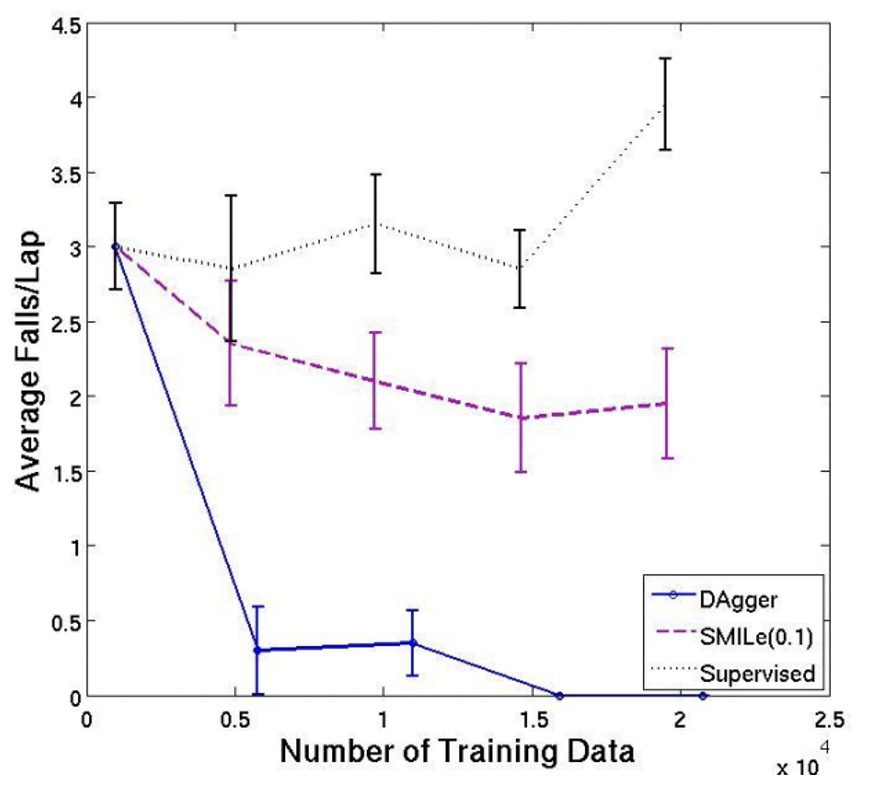 4.5
4
3.5
3
2.5
2
1.5
1
0.5
0
Average Falls/Lap
DAgger
SMILe(0.1)
Supervised
0 0.5 1 1.5 2 2.5
Number of Training Data
x 10 4